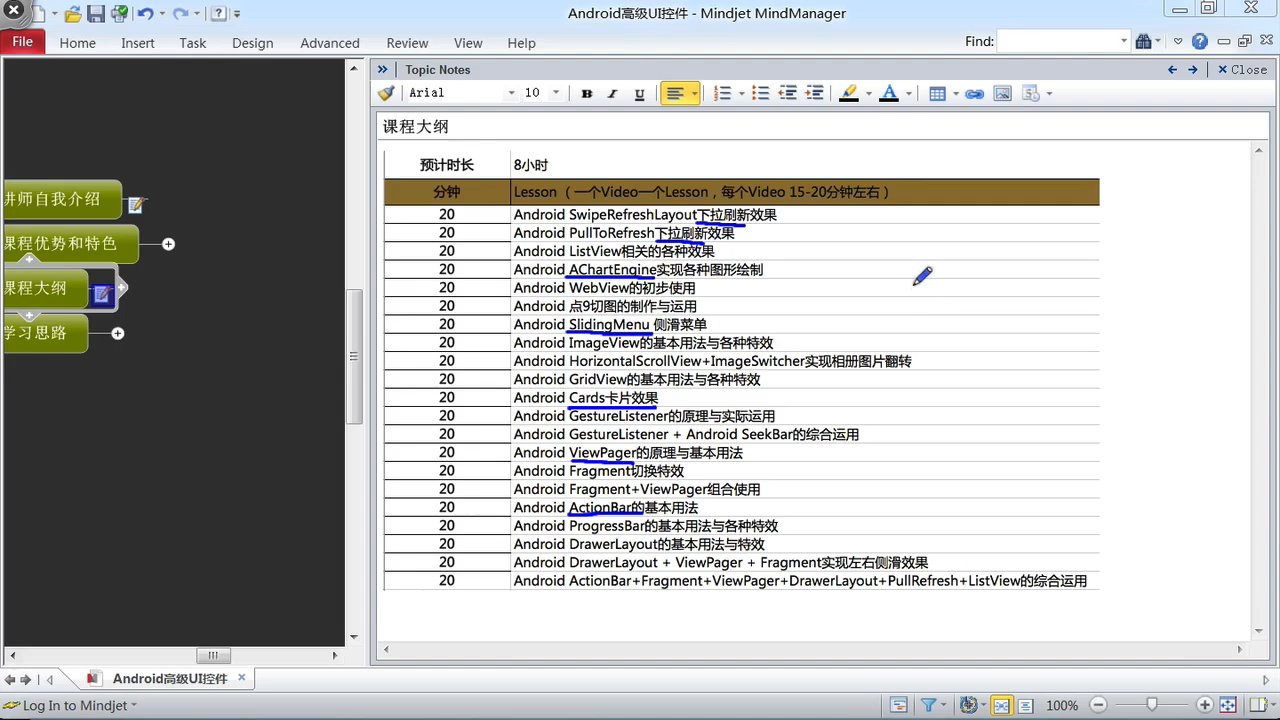 Android高级UI控件 - Mindjet MindManager
File Home Insert Task Design Advanced Review View Help Find:
Topic Notes Close
Arial 10 B I U A
课程大纲
讲师自我介绍
课程优势和特色
课程大纲
学习思路
预计时长 8小时
分钟 Lesson （一个Video一个Lesson，每个Video 15-20分钟左右）
20 Android SwipeRefreshLayout下拉刷新效果
20 Android PullToRefresh下拉刷新效果
20 Android ListView相关的各种效果
20 Android AChartEngine实现各种图形绘制
20 Android WebView的初步使用
20 Android 点9切图的制作与运用
20 Android SlidingMenu 侧滑菜单
20 Android ImageView的基本用法与各种特效
20 Android HorizontalScrollView+ImageSwitcher实现相册图片翻转
20 Android GridView的基本用法与各种特效
20 Android Cards卡片效果
20 Android GestureListener的原理与实际运用
20 Android GestureListener + Android SeekBar的综合运用
20 Android ViewPager的原理与基本用法
20 Android Fragment切换特效
20 Android Fragment+ViewPager组合使用
20 Android ActionBar的基本用法
20 Android ProgressBar的基本用法与各种特效
20 Android DrawerLayout的基本用法与特效
20 Android DrawerLayout + ViewPager + Fragment实现左右侧滑效果
20 Android ActionBar+Fragment+ViewPager+DrawerLayout+PullRefresh+ListView的综合运用
Android高级UI控件
Log In to Mindjet 100%